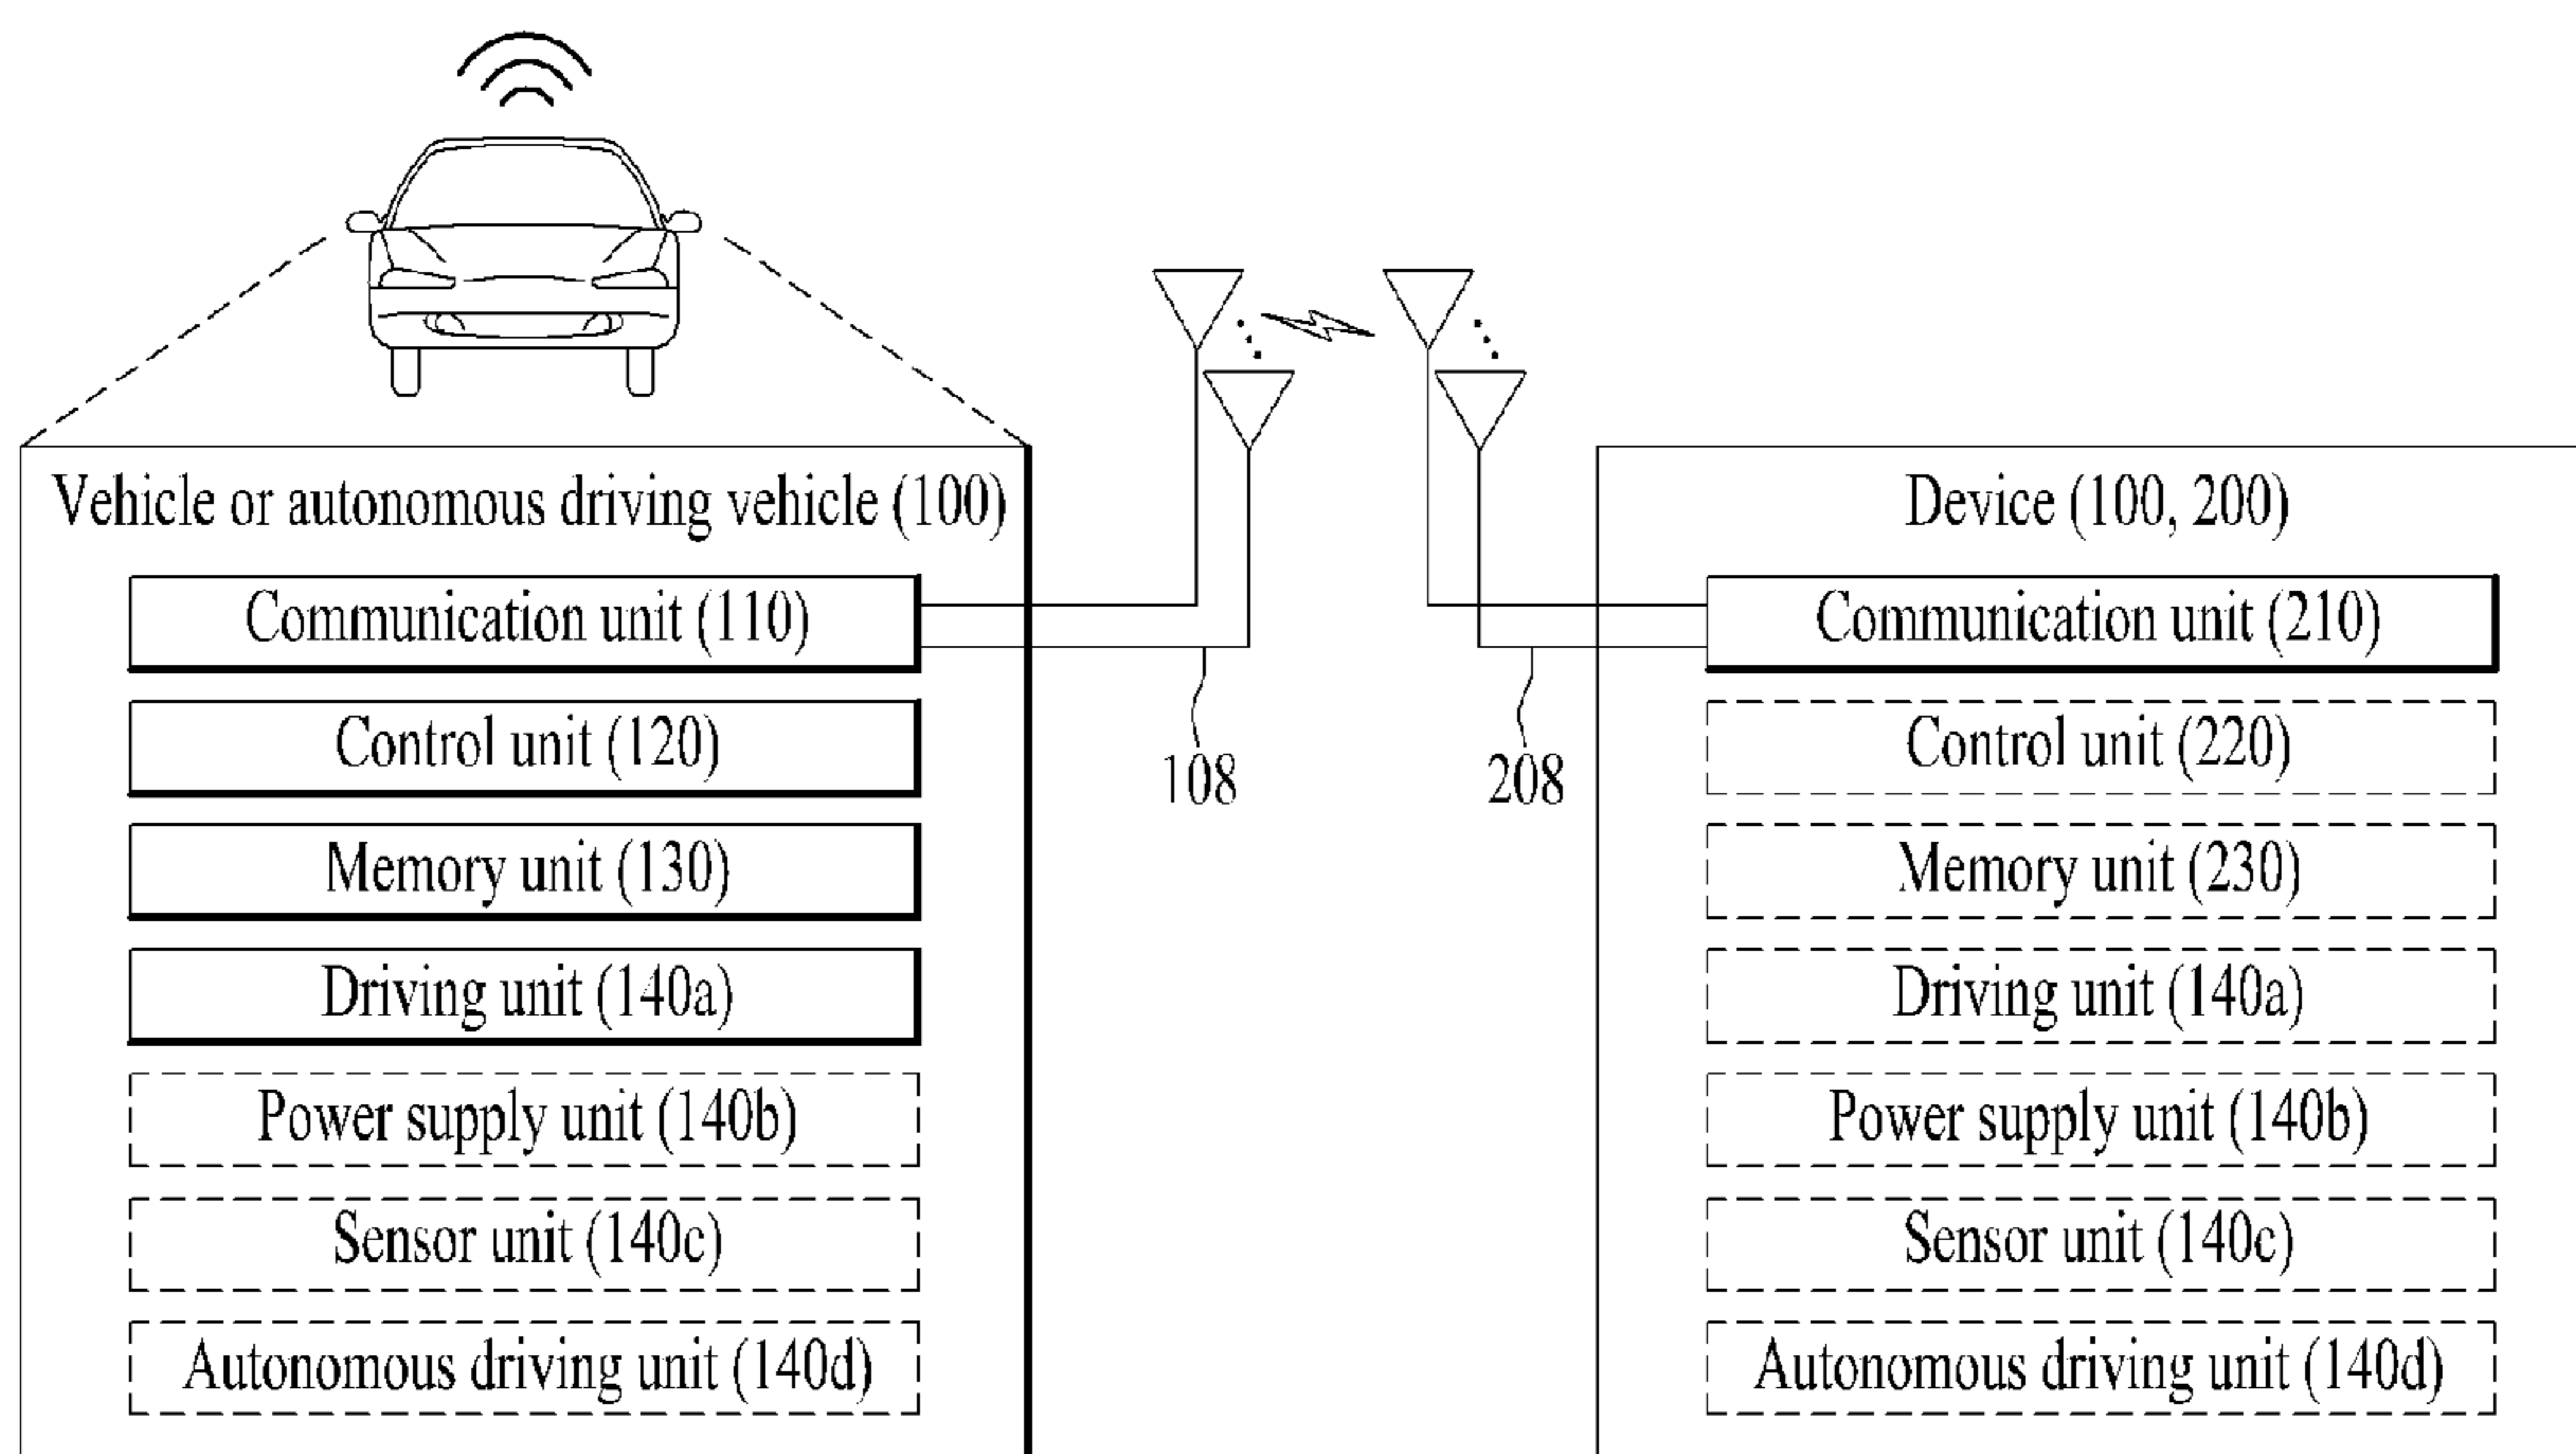 Vehicle or autonomous driving vehicle (100)
Communication unit (110)
Control unit (120)
Memory unit (130)
Driving unit (140a)
Power supply unit (140b)
Sensor unit (140c)
Autonomous driving unit (140d)
108
208
Device (100, 200)
Communication unit (210)
Control unit (220)
Memory unit (230)
Driving unit (140a)
Power supply unit (140b)
Sensor unit (140c)
Autonomous driving unit (140d)